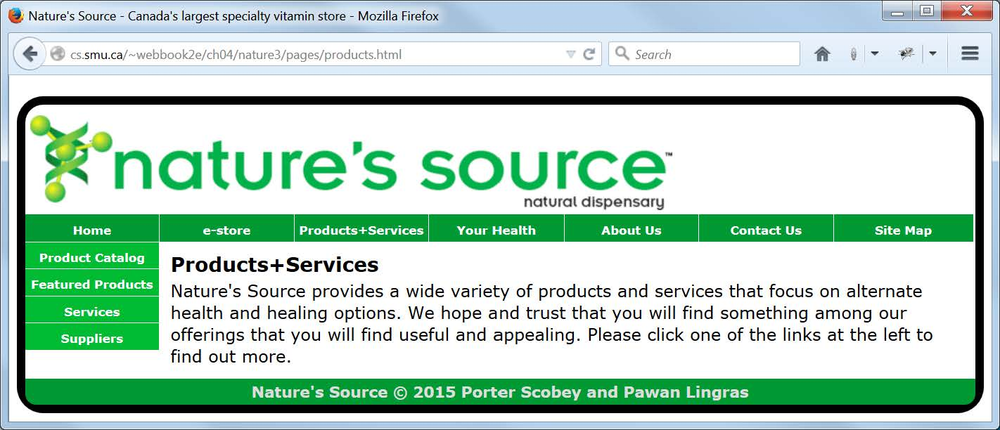 Nature's Source - Canada's largest specialty vitamin store - Mozilla Firefox
cs.smu.ca/~webbook2e/ch04/nature3/pages/products.html
Search
nature's source™
natural dispensary
Home e-store Products+Services Your Health About Us Contact Us Site Map
Product Catalog
Featured Products
Services
Suppliers
Products+Services
Nature's Source provides a wide variety of products and services that focus on alternate
health and healing options. We hope and trust that you will find something among our
offerings that you will find useful and appealing. Please click one of the links at the left to
find out more.
Nature's Source © 2015 Porter Scobey and Pawan Lingras